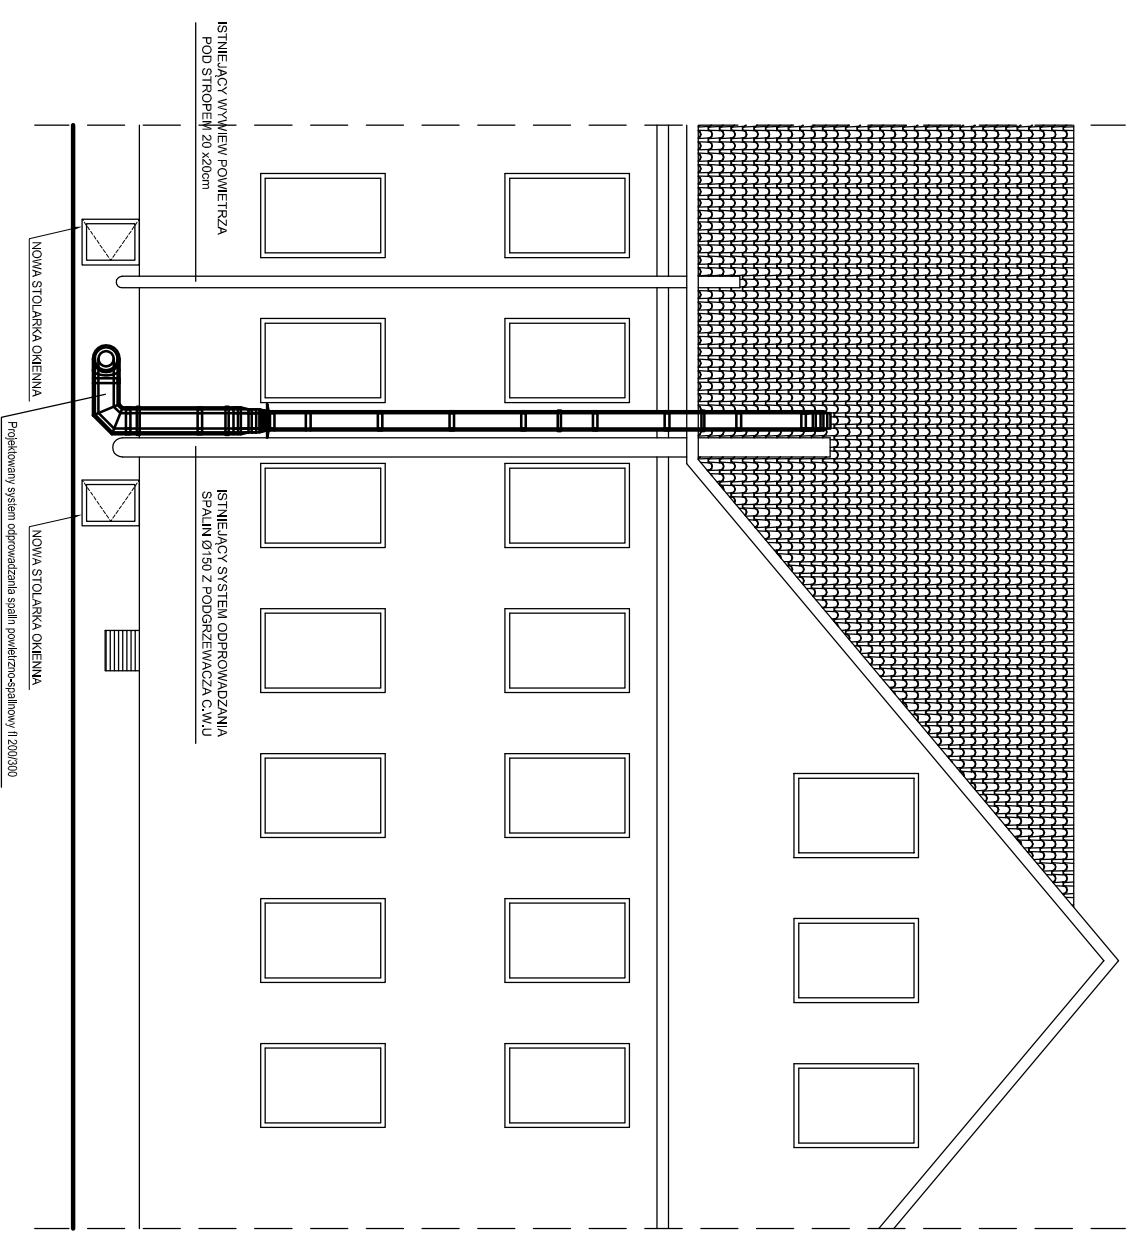 ISTNIEJĄCY WYWIEW POWIETRZA
POD STROPEM 20 x20cm
ISTNIEJĄCY SYSTEM ODPROWADZANIA
SPALIN Ø150 Z PODGRZEWACZA C.W.U
NOWA STOLARKA OKIENNA
NOWA STOLARKA OKIENNA
Projektowany system odprowadzania spalin powietrzno-spalinowy fi 200/300